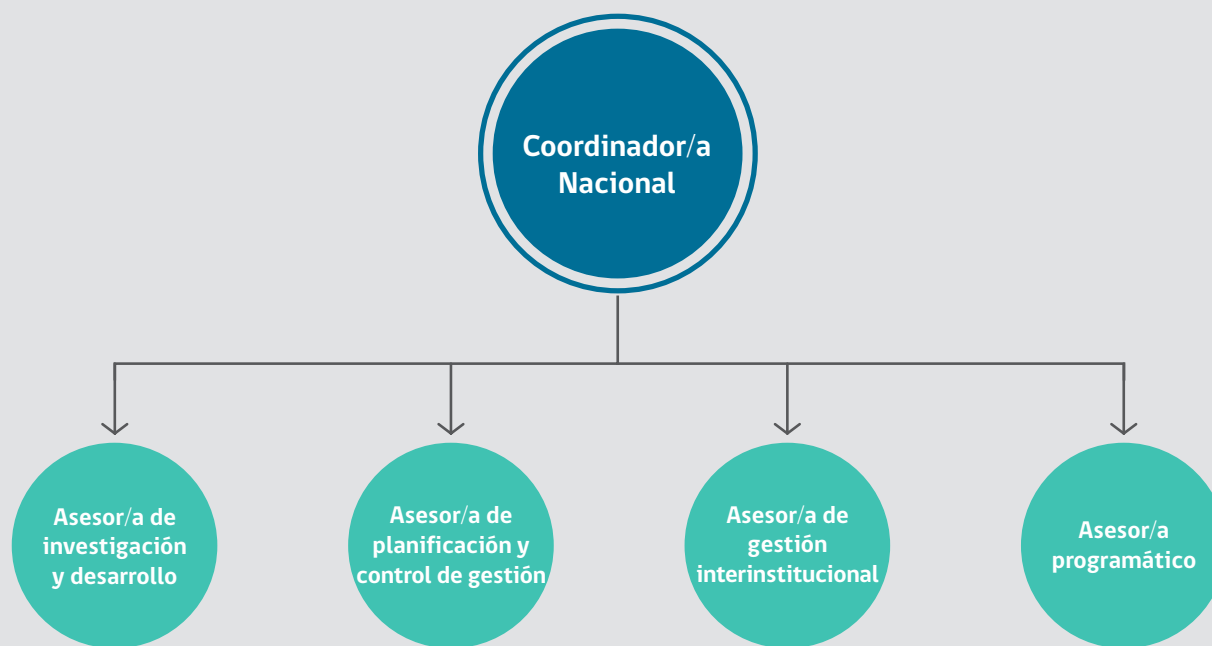 Coordinador/a
Nacional
Asesor/a de
investigación
y desarrollo
Asesor/a de
planificación y
control de gestión
Asesor/a de
gestión
interinstitucional
Asesor/a
programático